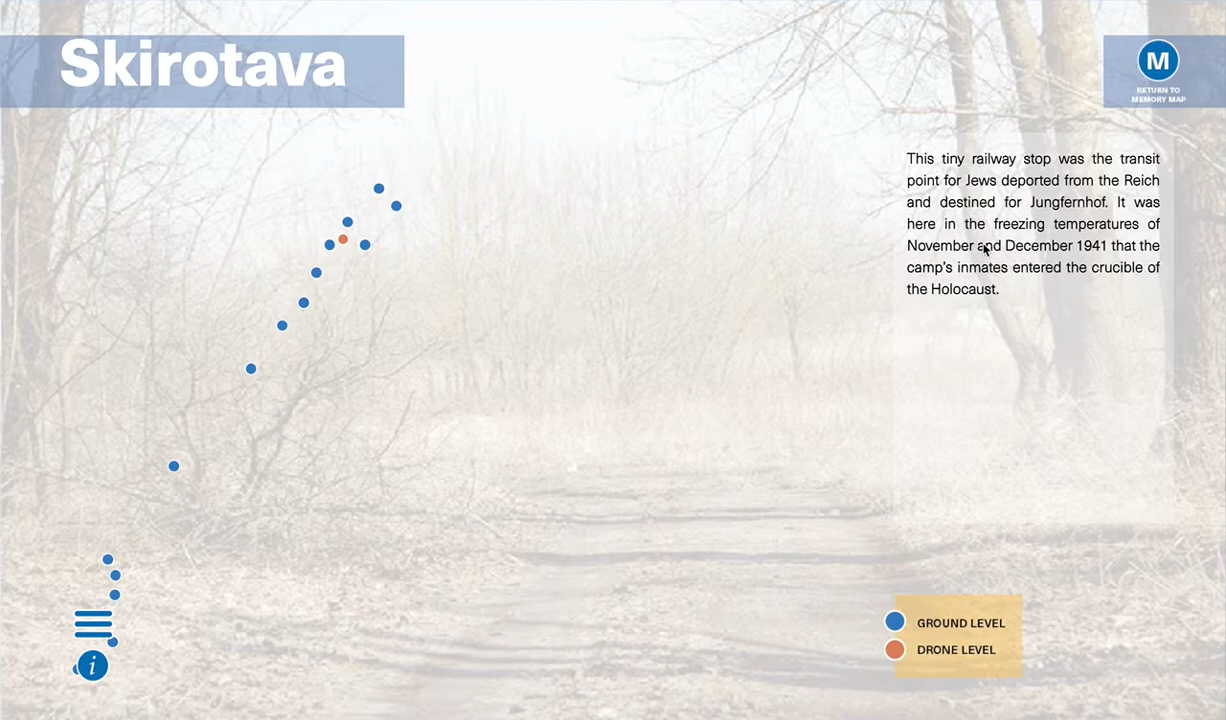 Skirotava
M
RETURN TO
MEMORY MAP
This tiny railway stop was the transit
point for Jews deported from the Reich
and destined for Jungfernhof. It was
here in the freezing temperatures of
November and December 1941 that the
camp's inmates entered the crucible of
the Holocaust.
GROUND LEVEL
DRONE LEVEL
i